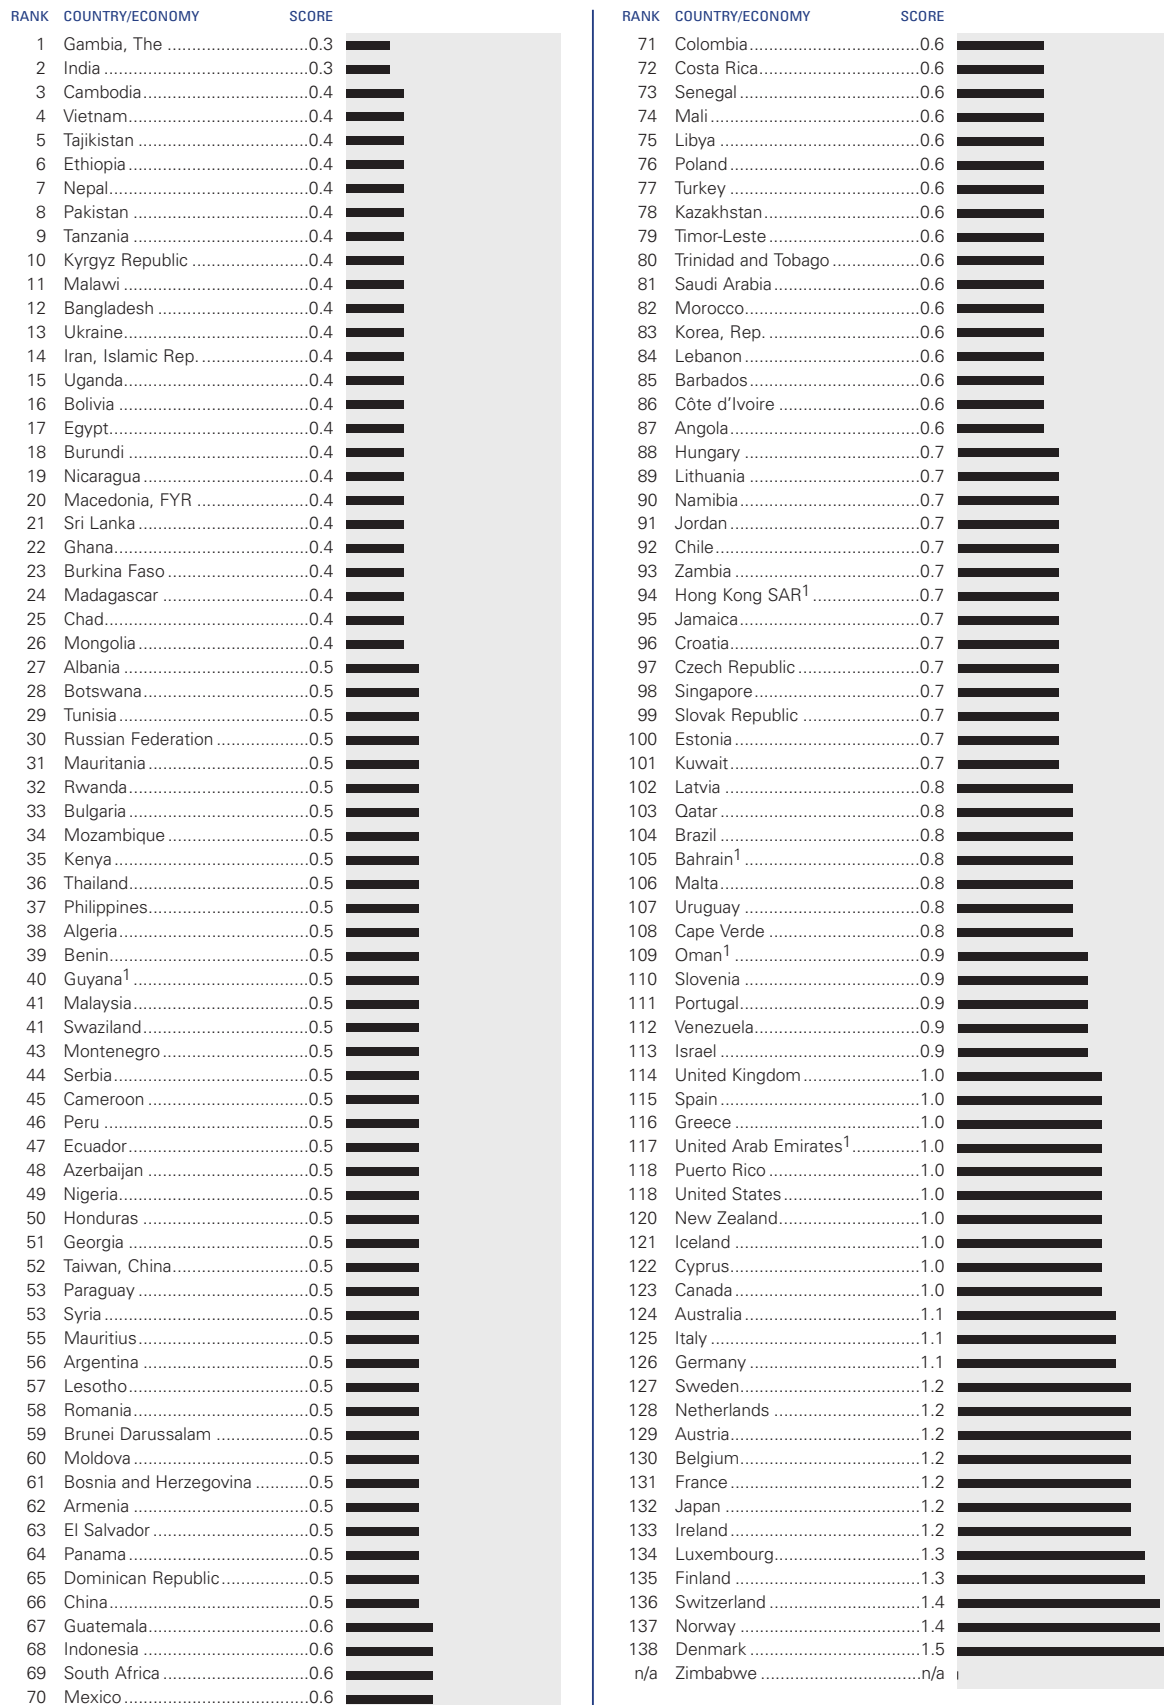 RANK COUNTRY/ECONOMY SCORE
1 Gambia, The ...0.3
2 India ...0.3
3 Cambodia...0.4
4 Vietnam...0.4
5 Tajikistan ...0.4
6 Ethiopia...0.4
7 Nepal...0.4
8 Pakistan ...0.4
9 Tanzania ...0.4
10 Kyrgyz Republic ...0.4
11 Malawi ...0.4
12 Bangladesh ...0.4
13 Ukraine...0.4
14 Iran, Islamic Rep. ...0.4
15 Uganda...0.4
16 Bolivia ...0.4
17 Egypt...0.4
18 Burundi ...0.4
19 Nicaragua...0.4
20 Macedonia, FYR ...0.4
21 Sri Lanka...0.4
22 Ghana...0.4
23 Burkina Faso...0.4
24 Madagascar ...0.4
25 Chad...0.4
26 Mongolia...0.4
27 Albania ...0.5
28 Botswana...0.5
29 Tunisia...0.5
30 Russian Federation...0.5
31 Mauritania...0.5
32 Rwanda...0.5
33 Bulgaria...0.5
34 Mozambique...0.5
35 Kenya...0.5
36 Thailand...0.5
37 Philippines...0.5
38 Algeria...0.5
39 Benin...0.5
40 Guyana1 ...0.5
41 Malaysia...0.5
41 Swaziland...0.5
43 Montenegro...0.5
44 Serbia...0.5
45 Cameroon ...0.5
46 Peru ...0.5
47 Ecuador...0.5
48 Azerbaijan ...0.5
49 Nigeria...0.5
50 Honduras ...0.5
51 Georgia ...0.5
52 Taiwan, China...0.5
53 Paraguay...0.5
53 Syria...0.5
55 Mauritius...0.5
56 Argentina ...0.5
57 Lesotho...0.5
58 Romania...0.5
59 Brunei Darussalam ...0.5
60 Moldova...0.5
61 Bosnia and Herzegovina ...0.5
62 Armenia ...0.5
63 El Salvador...0.5
64 Panama...0.5
65 Dominican Republic...0.5
66 China...0.5
67 Guatemala...0.6
68 Indonesia...0.6
69 South Africa...0.6
70 Mexico...0.6
RANK COUNTRY/ECONOMY SCORE
71 Colombia...0.6
72 Costa Rica...0.6
73 Senegal...0.6
74 Mali...0.6
75 Libya ...0.6
76 Poland...0.6
77 Turkey ...0.6
78 Kazakhstan...0.6
79 Timor-Leste...0.6
80 Trinidad and Tobago...0.6
81 Saudi Arabia...0.6
82 Morocco...0.6
83 Korea, Rep. ...0.6
84 Lebanon...0.6
85 Barbados...0.6
86 Côte d’Ivoire ...0.6
87 Angola...0.6
88 Hungary ...0.7
89 Lithuania...0.7
90 Namibia...0.7
91 Jordan...0.7
92 Chile...0.7
93 Zambia ...0.7
94 Hong Kong SAR1...0.7
95 Jamaica...0.7
96 Croatia...0.7
97 Czech Republic...0.7
98 Singapore...0.7
99 Slovak Republic ...0.7
100 Estonia...0.7
101 Kuwait...0.7
102 Latvia ...0.8
103 Qatar...0.8
104 Brazil...0.8
105 Bahrain1 ...0.8
106 Malta...0.8
107 Uruguay ...0.8
108 Cape Verde ...0.8
109 Oman1 ...0.9
110 Slovenia ...0.9
111 Portugal...0.9
112 Venezuela...0.9
113 Israel ...0.9
114 United Kingdom...1.0
115 Spain...1.0
116 Greece ...1.0
117 United Arab Emirates1...1.0
118 Puerto Rico ...1.0
118 United States...1.0
120 New Zealand...1.0
121 Iceland ...1.0
122 Cyprus...1.0
123 Canada...1.0
124 Australia...1.1
125 Italy...1.1
126 Germany ...1.1
127 Sweden...1.2
128 Netherlands ...1.2
129 Austria...1.2
130 Belgium...1.2
131 France...1.2
132 Japan ...1.2
133 Ireland...1.2
134 Luxembourg...1.3
135 Finland ...1.3
136 Switzerland ...1.4
137 Norway ...1.4
138 Denmark...1.5
n/a Zimbabwe ...n/a